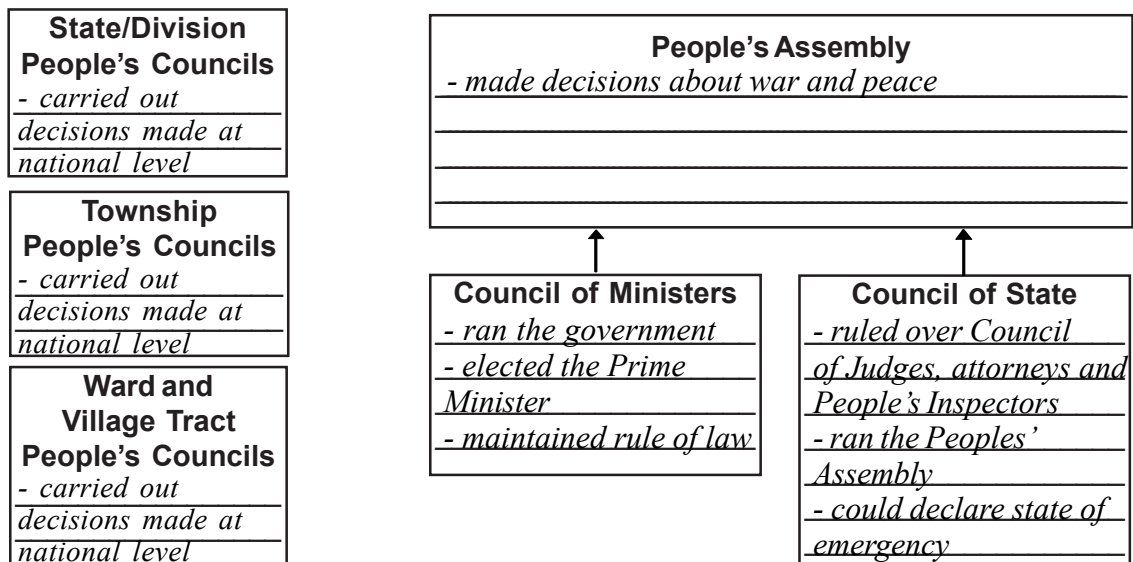 State/Division
People's Councils
- carried out
decisions made at
national level
Township
People's Councils
- carried out
decisions made at
national level
Ward and
Village Tract
People's Councils
- carried out
decisions made at
national level
People's Assembly
- made decisions about war and peace
Council of Ministers
- ran the government
- elected the Prime
Minister
- maintained rule of law
Council of State
- ruled over Council
of Judges, attorneys and
People's Inspectors
- ran the Peoples'
Assembly
- could declare state of
emergency